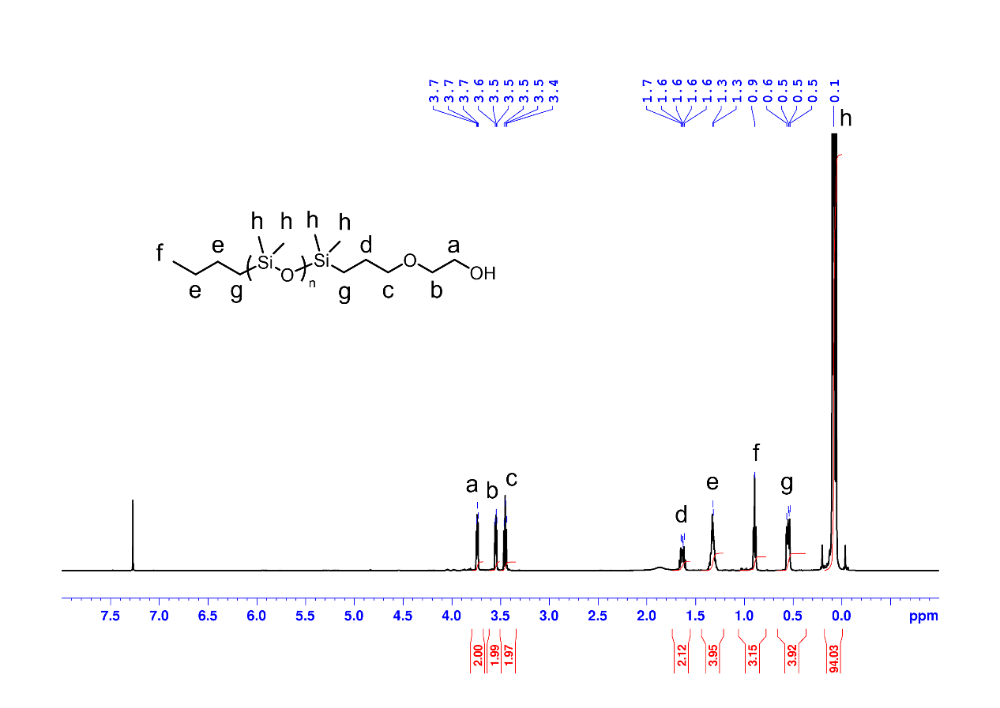 3.7 3.7 3.7 3.6 3.5 3.5 3.5 3.5 3.4 1.7 1.6 1.6 1.6 1.6 1.3 1.3 0.9 0.6 0.5 0.5 0.5 0.1
h
h h h h
f e d a
Si O Si O OH
n
e g g c b
a b c d e f g
7.5 7.0 6.5 6.0 5.5 5.0 4.5 4.0 3.5 3.0 2.5 2.0 1.5 1.0 0.5 0.0 ppm
2.00 1.99 1.97 2.12 3.95 3.15 3.92 94.03